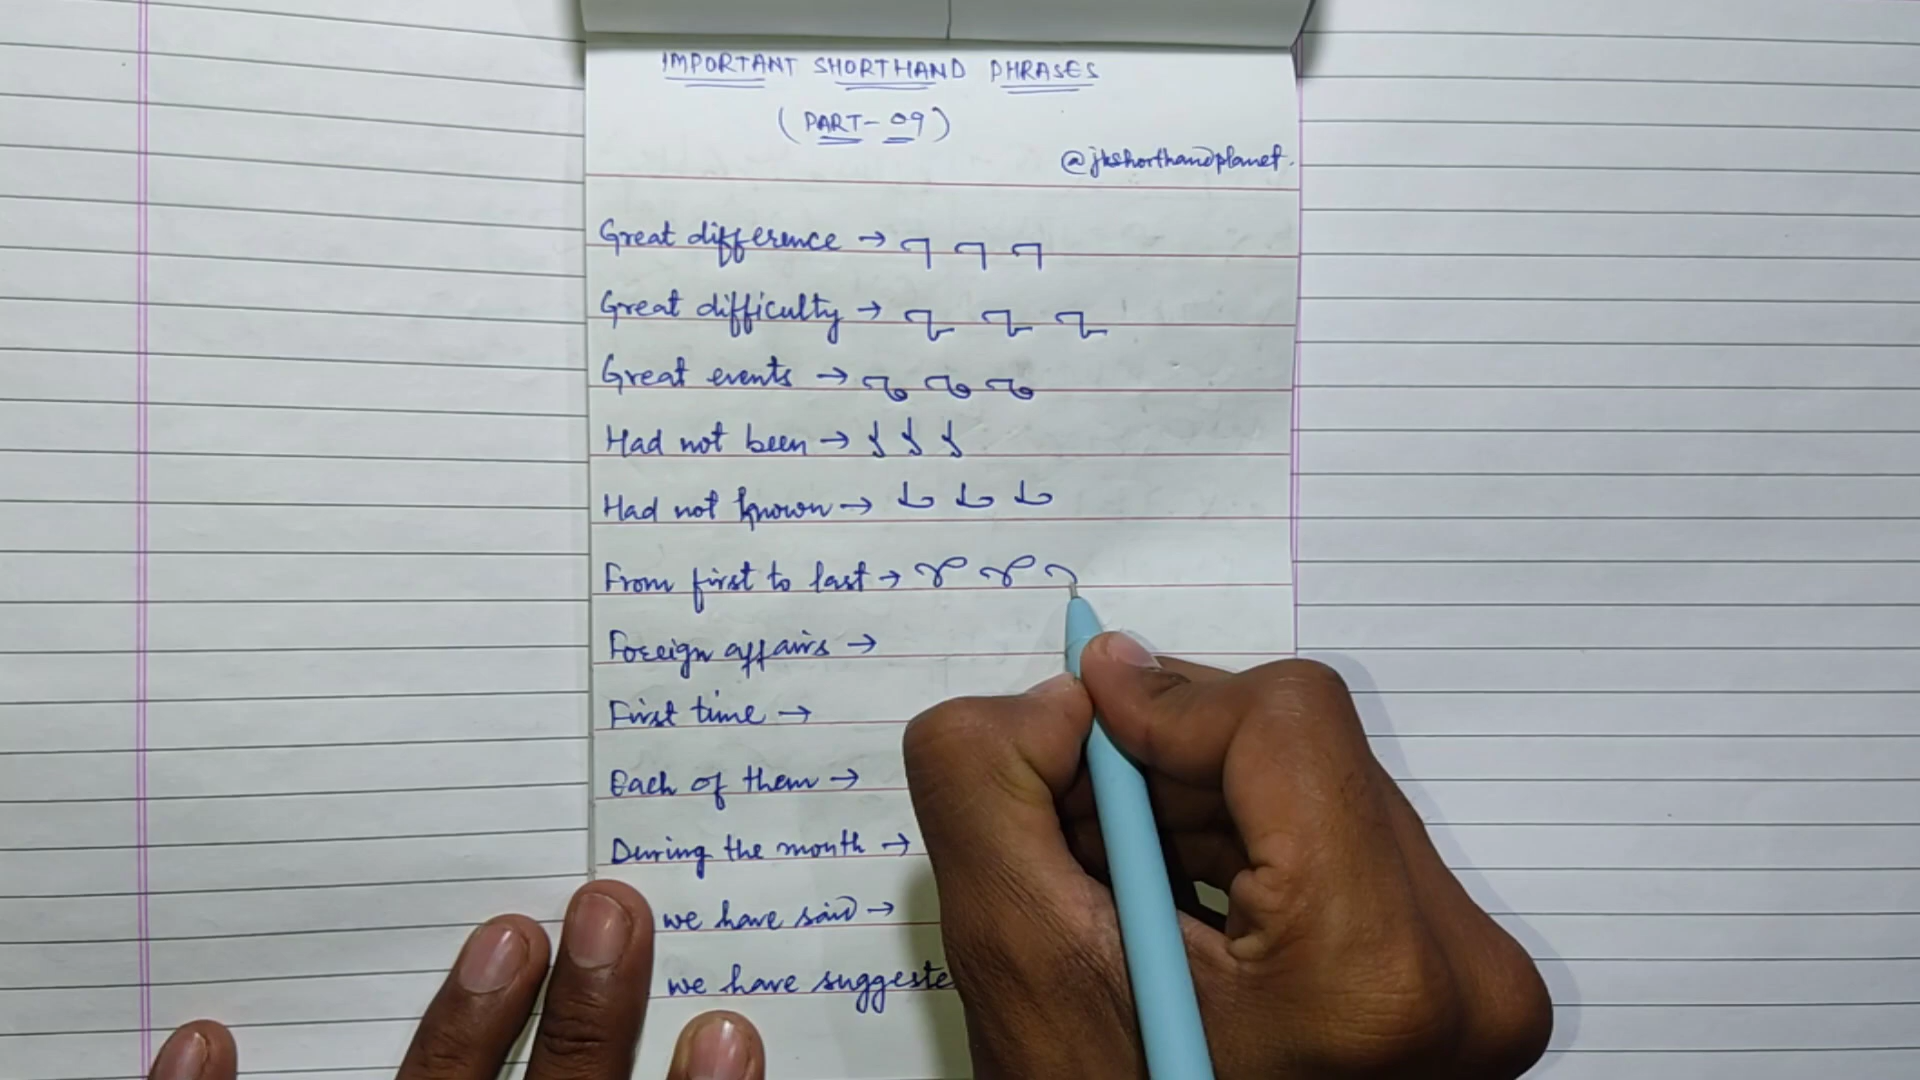 IMPORTANT SHORTHAND PHRASES
(PART-09)
@jkshorthandplanet.
Great difference →
Great difficulty →
Great events →
Had not been →
Had not known →
From first to last →
Foreign affairs →
First time →
Each of them →
During the month →
we have said →
we have suggeste